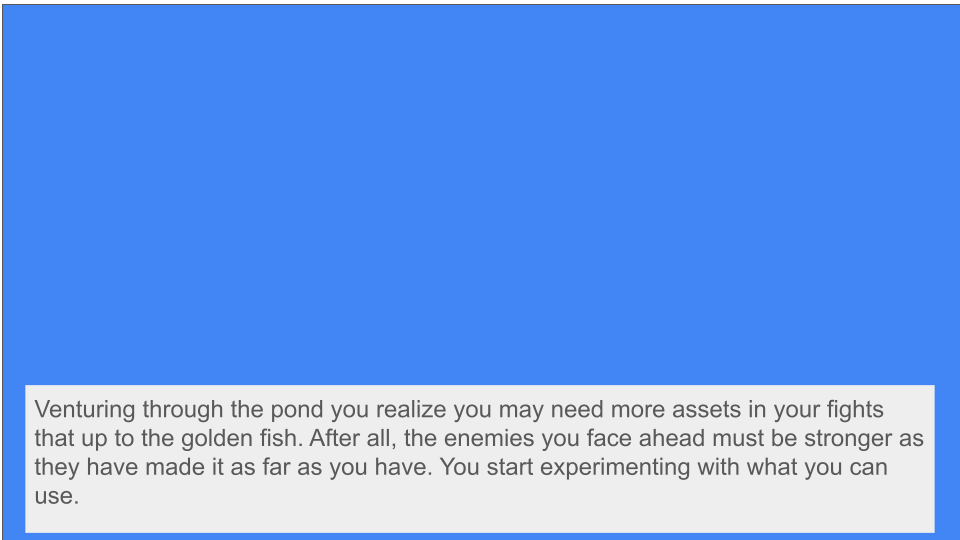 Venturing through the pond you realize you may need more assets in your fights
that up to the golden fish. After all, the enemies you face ahead must be stronger as
they have made it as far as you have. You start experimenting with what you can
use.